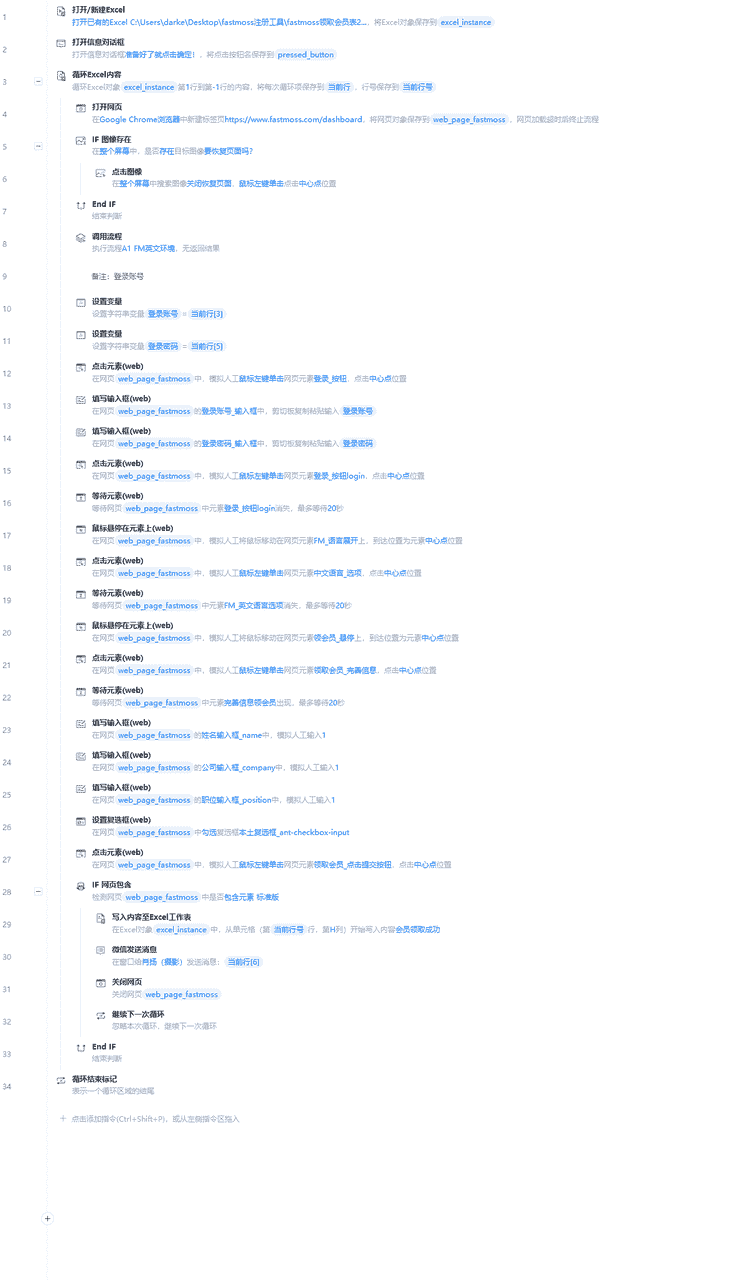 1
打开/新建Excel
打开已有的Excel C:\Users\darke\Desktop\fastmoss注册工具\fastmoss领取会员表2..., 将Excel对象保存到 excel_instance
2
打开信息对话框
打开信息对话框准备好了就点击确定!, 将点击按钮名保存到 pressed_button
3
循环Excel内容
循环Excel对象 excel_instance 第1行到第-1行的内容, 将每次循环项保存到 当前行, 行号保存到 当前行号
4
打开网页
在Google Chrome浏览器中新建标签页https://www.fastmoss.com/dashboard, 将网页对象保存到 web_page_fastmoss, 网页加载超时后终止流程
5
IF 图像存在
在整个屏幕中, 是否存在目标图像要恢复页面吗?
6
点击图像
在整个屏幕中搜索图像关闭恢复页面, 鼠标左键单击点击中心点位置
7
End IF
结束判断
8
调用流程
执行流程A1 FM英文环境, 无返回结果
9
备注: 登录账号
10
设置变量
设置字符串变量 登录账号 = 当前行[3]
11
设置变量
设置字符串变量 登录密码 = 当前行[5]
12
点击元素(web)
在网页 web_page_fastmoss 中, 模拟人工鼠标左键单击网页元素登录_按钮, 点击中心点位置
13
填写输入框(web)
在网页 web_page_fastmoss 的登录账号_输入框中, 剪切板复制粘贴输入 登录账号
14
填写输入框(web)
在网页 web_page_fastmoss 的登录密码_输入框中, 剪切板复制粘贴输入 登录密码
15
点击元素(web)
在网页 web_page_fastmoss 中, 模拟人工鼠标左键单击网页元素登录_按钮login, 点击中心点位置
16
等待元素(web)
等待网页 web_page_fastmoss 中元素登录_按钮login消失, 最多等待20秒
17
鼠标悬停在元素上(web)
在网页 web_page_fastmoss 中, 模拟人工将鼠标移动在网页元素FM_语言展开上, 到达位置为元素中心点位置
18
点击元素(web)
在网页 web_page_fastmoss 中, 模拟人工鼠标左键单击网页元素中文语言_选项, 点击中心点位置
19
等待元素(web)
等待网页 web_page_fastmoss 中元素FM_英文语言选项消失, 最多等待20秒
20
鼠标悬停在元素上(web)
在网页 web_page_fastmoss 中, 模拟人工将鼠标移动在网页元素领会员_悬停上, 到达位置为元素中心点位置
21
点击元素(web)
在网页 web_page_fastmoss 中, 模拟人工鼠标左键单击网页元素领取会员_完善信息, 点击中心点位置
22
等待元素(web)
等待网页 web_page_fastmoss 中元素完善信息领会员出现, 最多等待20秒
23
填写输入框(web)
在网页 web_page_fastmoss 的姓名输入框_name中, 模拟人工输入1
24
填写输入框(web)
在网页 web_page_fastmoss 的公司输入框_company中, 模拟人工输入1
25
填写输入框(web)
在网页 web_page_fastmoss 的职位输入框_position中, 模拟人工输入1
26
设置复选框(web)
在网页 web_page_fastmoss 中勾选复选框本土复选框_ant-checkbox-input
27
点击元素(web)
在网页 web_page_fastmoss 中, 模拟人工鼠标左键单击网页元素领取会员_点击提交按钮, 点击中心点位置
28
IF 网页包含
检测网页 web_page_fastmoss 中是否包含元素 标准版
29
写入内容至Excel工作表
在Excel对象 excel_instance 中, 从单元格 (第 当前行号 行, 第H列) 开始写入内容会员领取成功
30
微信发送消息
在窗口给 (摄影) 发送消息: 当前行[6]
31
关闭网页
关闭网页 web_page_fastmoss
32
继续下一次循环
忽略本次循环, 继续下一次循环
33
End IF
结束判断
34
循环结束标记
表示一个循环区域的结尾
+ 点击添加指令(Ctrl+Shift+P), 或从左侧指令区拖入